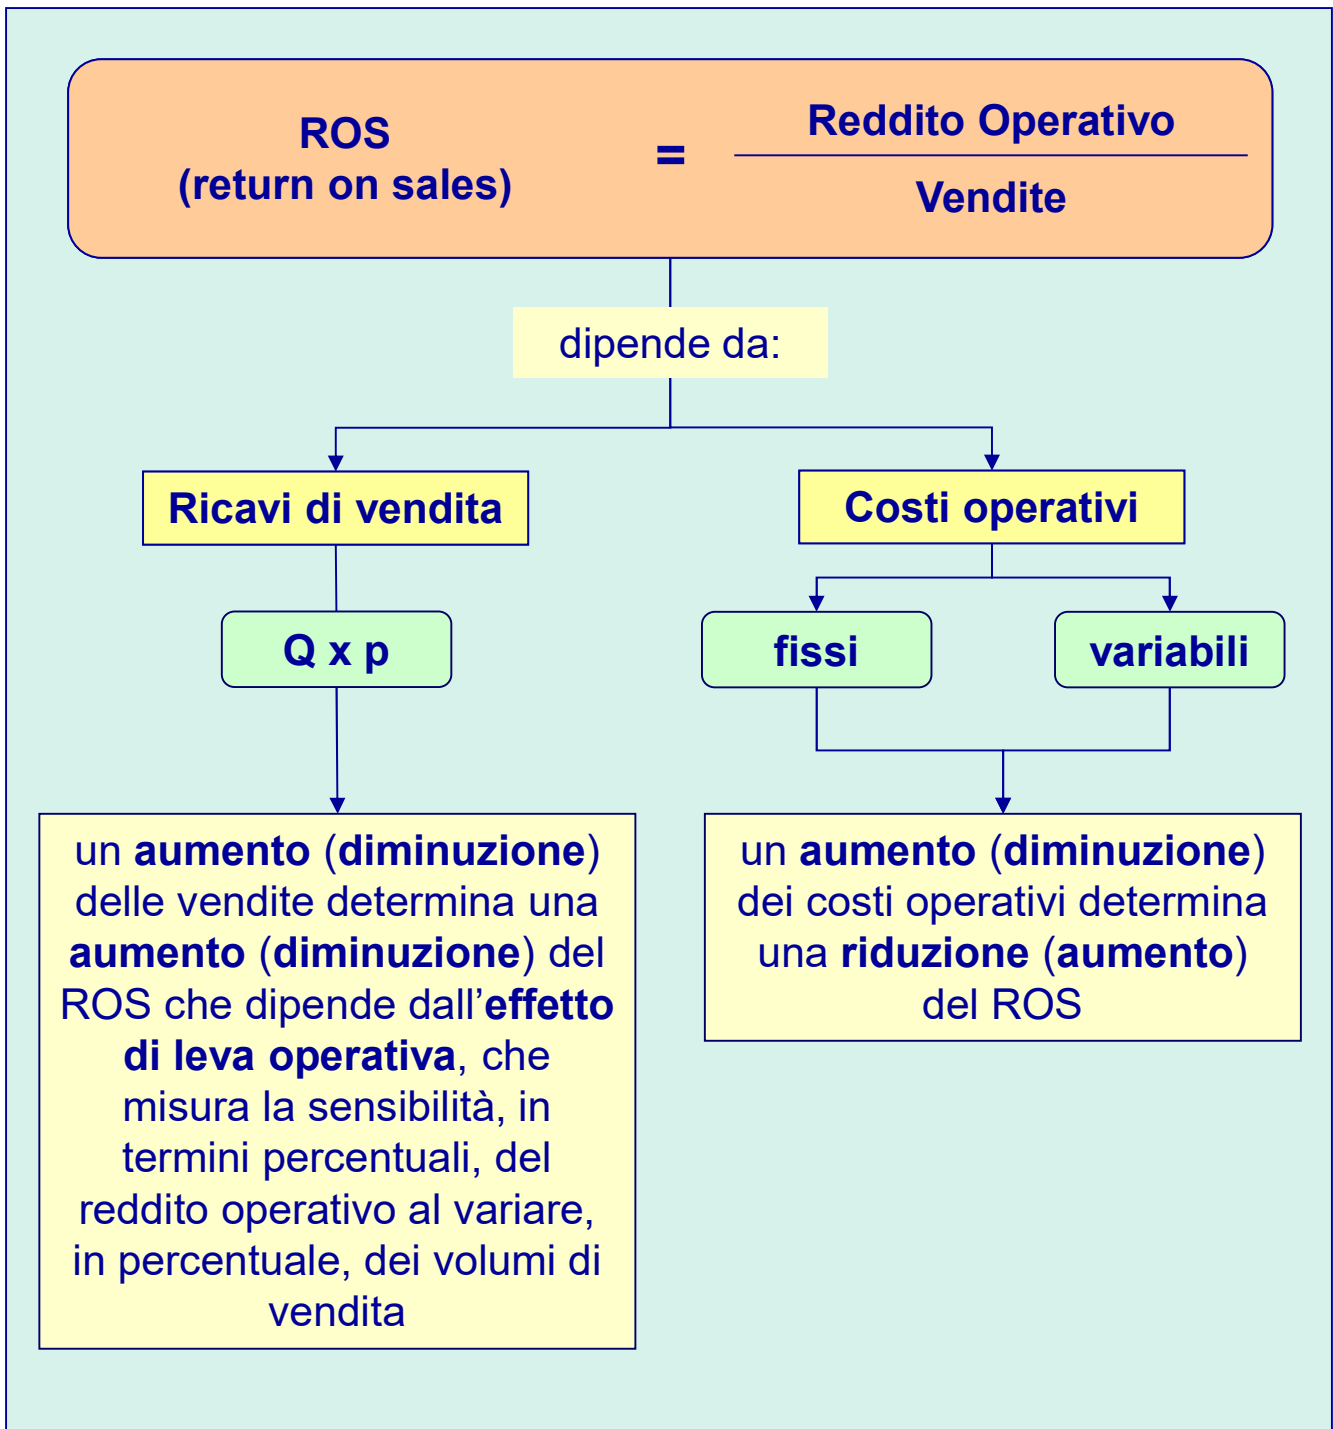 ROS
(return on sales)
=
Reddito Operativo
Vendite
dipende da:
Ricavi di vendita
Costi operativi
Q x p
fissi
variabili
un aumento (diminuzione)
delle vendite determina una
aumento (diminuzione) del
ROS che dipende dall’effetto
di leva operativa, che
misura la sensibilità, in
termini percentuali, del
reddito operativo al variare,
in percentuale, dei volumi di
vendita
un aumento (diminuzione)
dei costi operativi determina
una riduzione (aumento)
del ROS